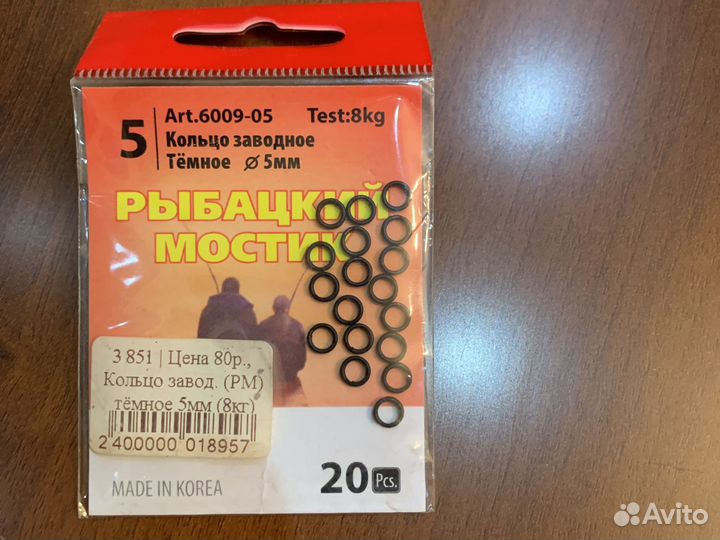 5
Art.6009-05 Test:8kg
Кольцо заводное
Тёмное ⌀ 5мм
РЫБАЦКИЙ
МОСТИК
3 851 | Цена 80р.,
Кольцо завод. (РМ)
тёмное 5мм (8кг)
2 400000 018957
MADE IN KOREA
20 Pcs.
Avito